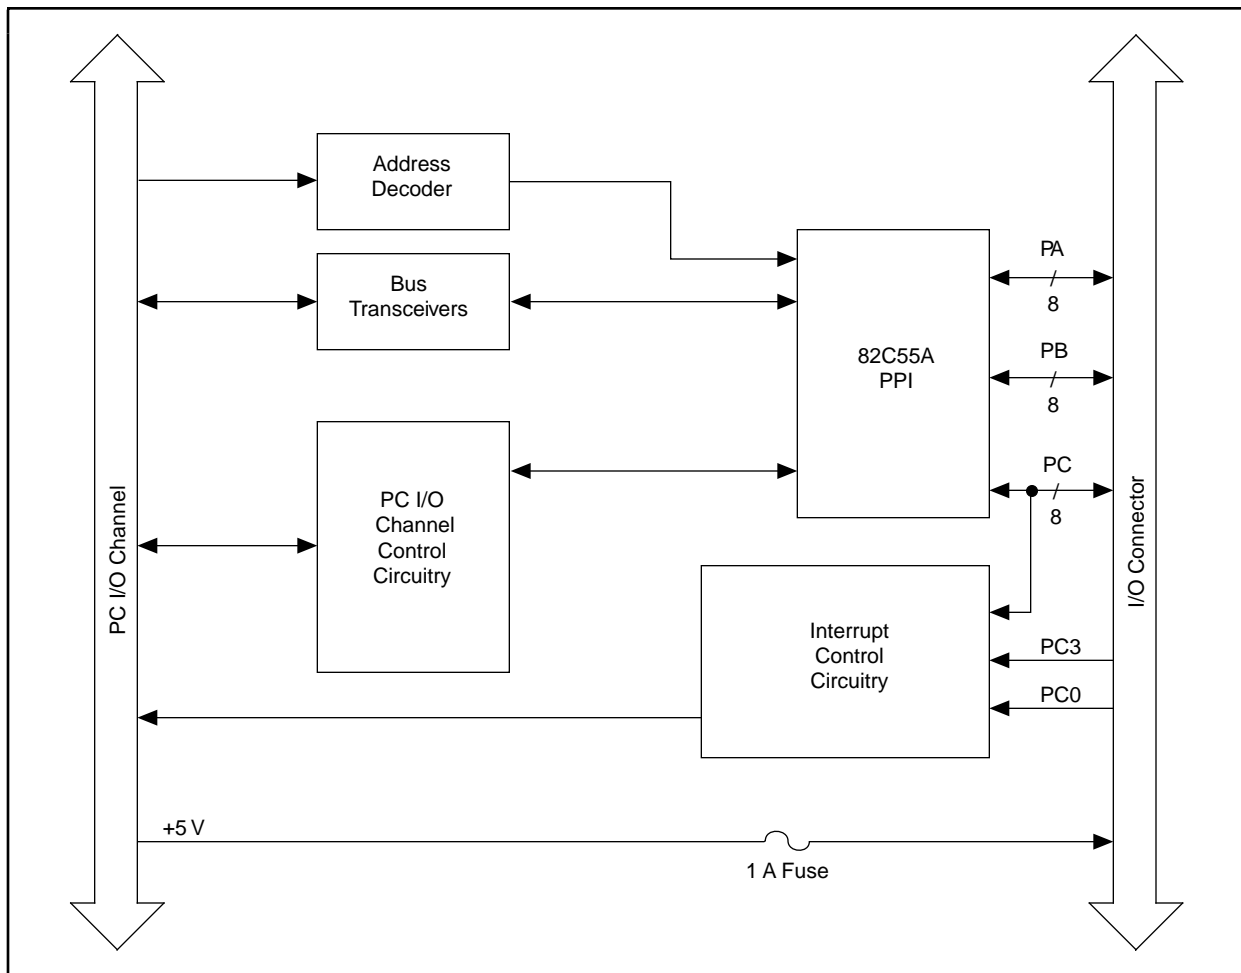 Address
Decoder
Bus
Transceivers
82C55A
PPI
PA
8
PB
8
PC
8
PC I/O
Channel
Control
Circuitry
PC I/O Channel
I/O Connector
Interrupt
Control
Circuitry
PC3
PC0
+5 V
1 A Fuse